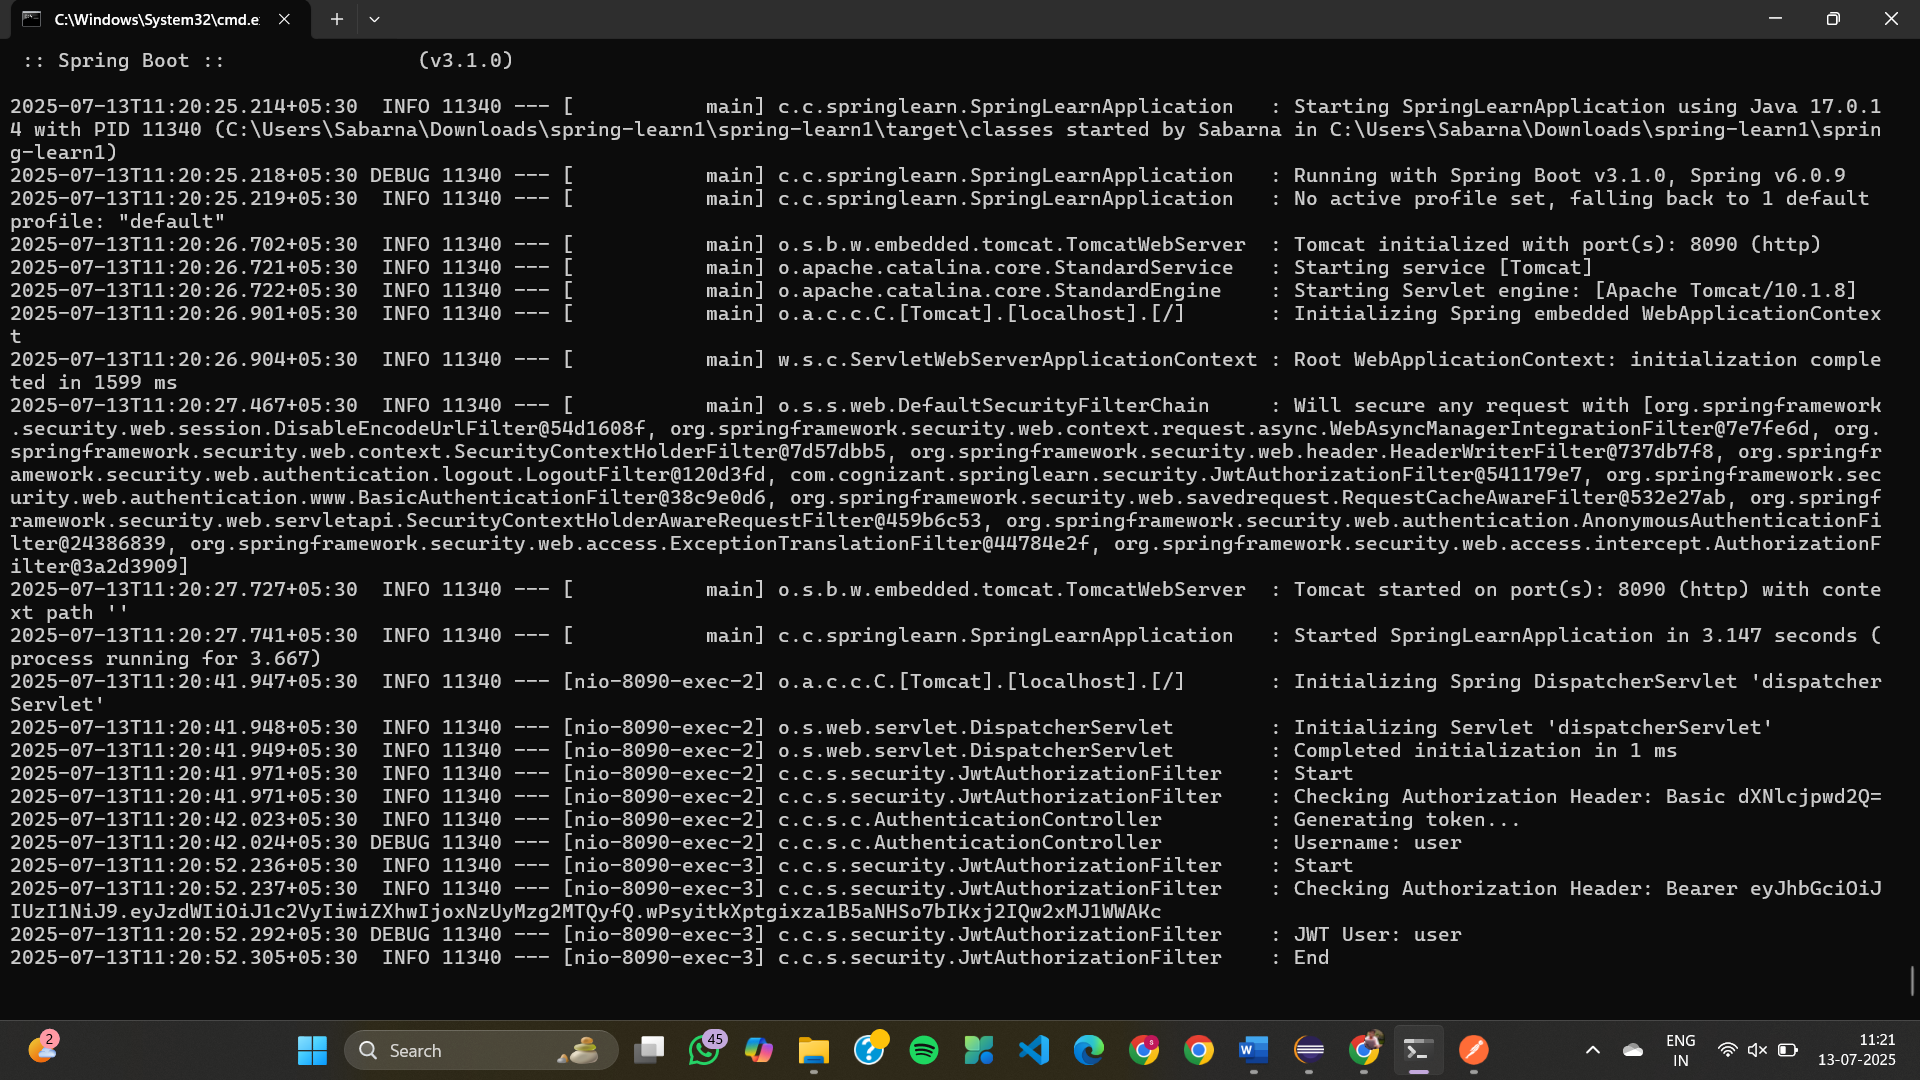 C:\Windows\System32\cmd.e
:: Spring Boot ::                (v3.1.0)
2025-07-13T11:20:25.214+05:30  INFO 11340 --- [           main] c.c.springlearn.SpringLearnApplication   : Starting SpringLearnApplication using Java 17.0.1
4 with PID 11340 (C:\Users\Sabarna\Downloads\spring-learn1\spring-learn1\target\classes started by Sabarna in C:\Users\Sabarna\Downloads\spring-learn1\sprin
g-learn1)
2025-07-13T11:20:25.218+05:30 DEBUG 11340 --- [           main] c.c.springlearn.SpringLearnApplication   : Running with Spring Boot v3.1.0, Spring v6.0.9
2025-07-13T11:20:25.219+05:30  INFO 11340 --- [           main] c.c.springlearn.SpringLearnApplication   : No active profile set, falling back to 1 default
profile: "default"
2025-07-13T11:20:26.702+05:30  INFO 11340 --- [           main] o.s.b.w.embedded.tomcat.TomcatWebServer  : Tomcat initialized with port(s): 8090 (http)
2025-07-13T11:20:26.721+05:30  INFO 11340 --- [           main] o.apache.catalina.core.StandardService   : Starting service [Tomcat]
2025-07-13T11:20:26.722+05:30  INFO 11340 --- [           main] o.apache.catalina.core.StandardEngine    : Starting Servlet engine: [Apache Tomcat/10.1.8]
2025-07-13T11:20:26.901+05:30  INFO 11340 --- [           main] o.a.c.c.C.[Tomcat].[localhost].[/]       : Initializing Spring embedded WebApplicationContex
t
2025-07-13T11:20:26.904+05:30  INFO 11340 --- [           main] w.s.c.ServletWebServerApplicationContext : Root WebApplicationContext: initialization comple
ted in 1599 ms
2025-07-13T11:20:27.467+05:30  INFO 11340 --- [           main] o.s.s.web.DefaultSecurityFilterChain     : Will secure any request with [org.springframework
.security.web.session.DisableEncodeUrlFilter@54d1608f, org.springframework.security.web.context.request.async.WebAsyncManagerIntegrationFilter@7e7fe6d, org.
springframework.security.web.context.SecurityContextHolderFilter@7d57dbb5, org.springframework.security.web.header.HeaderWriterFilter@737db7f8, org.springfr
amework.security.web.authentication.logout.LogoutFilter@120d3fd, com.cognizant.springlearn.security.JwtAuthorizationFilter@541179e7, org.springframework.sec
urity.web.authentication.www.BasicAuthenticationFilter@38c9e0d6, org.springframework.security.web.savedrequest.RequestCacheAwareFilter@532e27ab, org.springf
ramework.security.web.servletapi.SecurityContextHolderAwareRequestFilter@459b6c53, org.springframework.security.web.authentication.AnonymousAuthenticationFi
lter@24386839, org.springframework.security.web.access.ExceptionTranslationFilter@44784e2f, org.springframework.security.web.access.intercept.AuthorizationF
ilter@3a2d3909]
2025-07-13T11:20:27.727+05:30  INFO 11340 --- [           main] o.s.b.w.embedded.tomcat.TomcatWebServer  : Tomcat started on port(s): 8090 (http) with conte
xt path ''
2025-07-13T11:20:27.741+05:30  INFO 11340 --- [           main] c.c.springlearn.SpringLearnApplication   : Started SpringLearnApplication in 3.147 seconds (
process running for 3.667)
2025-07-13T11:20:41.947+05:30  INFO 11340 --- [nio-8090-exec-2] o.a.c.c.C.[Tomcat].[localhost].[/]       : Initializing Spring DispatcherServlet 'dispatcher
Servlet'
2025-07-13T11:20:41.948+05:30  INFO 11340 --- [nio-8090-exec-2] o.s.web.servlet.DispatcherServlet        : Initializing Servlet 'dispatcherServlet'
2025-07-13T11:20:41.949+05:30  INFO 11340 --- [nio-8090-exec-2] o.s.web.servlet.DispatcherServlet        : Completed initialization in 1 ms
2025-07-13T11:20:41.971+05:30  INFO 11340 --- [nio-8090-exec-2] c.c.s.security.JwtAuthorizationFilter    : Start
2025-07-13T11:20:41.971+05:30  INFO 11340 --- [nio-8090-exec-2] c.c.s.security.JwtAuthorizationFilter    : Checking Authorization Header: Basic dXNlcjpwd2Q=
2025-07-13T11:20:42.023+05:30  INFO 11340 --- [nio-8090-exec-2] c.c.s.c.AuthenticationController         : Generating token...
2025-07-13T11:20:42.024+05:30 DEBUG 11340 --- [nio-8090-exec-2] c.c.s.c.AuthenticationController         : Username: user
2025-07-13T11:20:52.236+05:30  INFO 11340 --- [nio-8090-exec-3] c.c.s.security.JwtAuthorizationFilter    : Start
2025-07-13T11:20:52.237+05:30  INFO 11340 --- [nio-8090-exec-3] c.c.s.security.JwtAuthorizationFilter    : Checking Authorization Header: Bearer eyJhbGciOiJ
IUzI1NiJ9.eyJzdWIiOiJ1c2VyIiwiZXhwIjoxNzUyMzg2MTQyfQ.wPsyitkXptgixza1B5aNHSo7bIKxj2IQw2xMJ1WWAKc
2025-07-13T11:20:52.292+05:30 DEBUG 11340 --- [nio-8090-exec-3] c.c.s.security.JwtAuthorizationFilter    : JWT User: user
2025-07-13T11:20:52.305+05:30  INFO 11340 --- [nio-8090-exec-3] c.c.s.security.JwtAuthorizationFilter    : End
2
Search
45
ENG
IN
11:21
13-07-2025